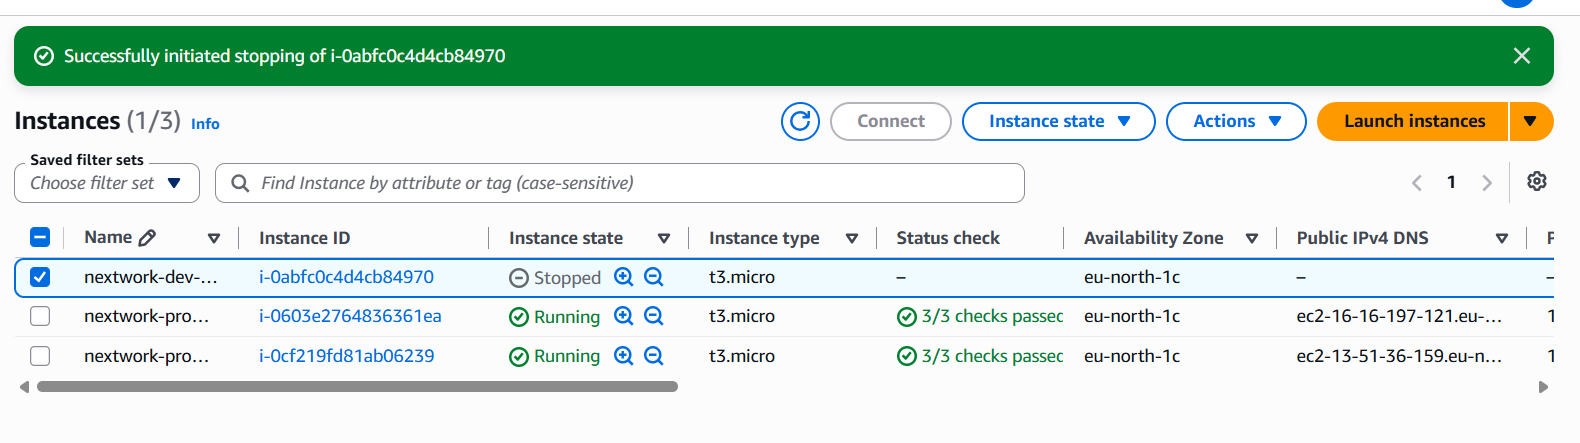 Successfully initiated stopping of i-0abfc0c4d4cb84970
Instances (1/3) Info
Connect
Instance state
Actions
Launch instances
Saved filter sets
Choose filter set
Find Instance by attribute or tag (case-sensitive)
1
Name Instance ID Instance state Instance type Status check Availability Zone Public IPv4 DNS
nextwork-dev-... i-0abfc0c4d4cb84970 Stopped t3.micro – eu-north-1c – –
nextwork-pro... i-0603e2764836361ea Running t3.micro 3/3 checks passed eu-north-1c ec2-16-16-197-121.eu-... 1
nextwork-pro... i-0cf219fd81ab06239 Running t3.micro 3/3 checks passed eu-north-1c ec2-13-51-36-159.eu-n... 1